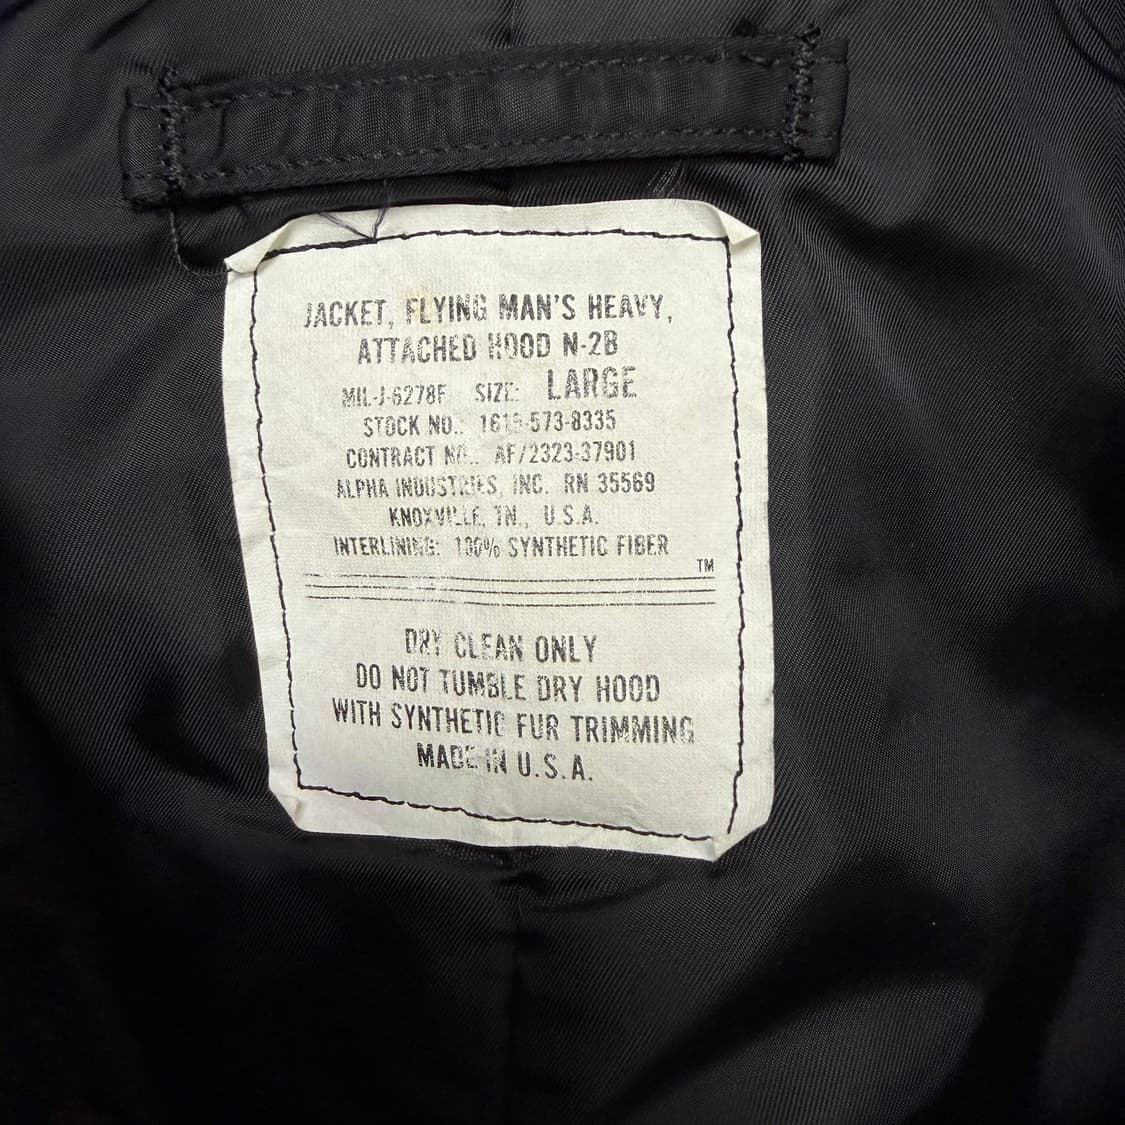 JACKET, FLYING MAN'S HEAVY,
ATTACHED HOOD N-2B
MIL-J-6278F SIZE: LARGE
STOCK NO.: 1615-573-8335
CONTRACT NO.: AF/2323-37901
ALPHA INDUSTRIES, INC. RN 35569
KNOXVILLE, TN., U.S.A.
INTERLINING: 100% SYNTHETIC FIBER
TM
DRY CLEAN ONLY
DO NOT TUMBLE DRY HOOD
WITH SYNTHETIC FUR TRIMMING
MADE IN U.S.A.